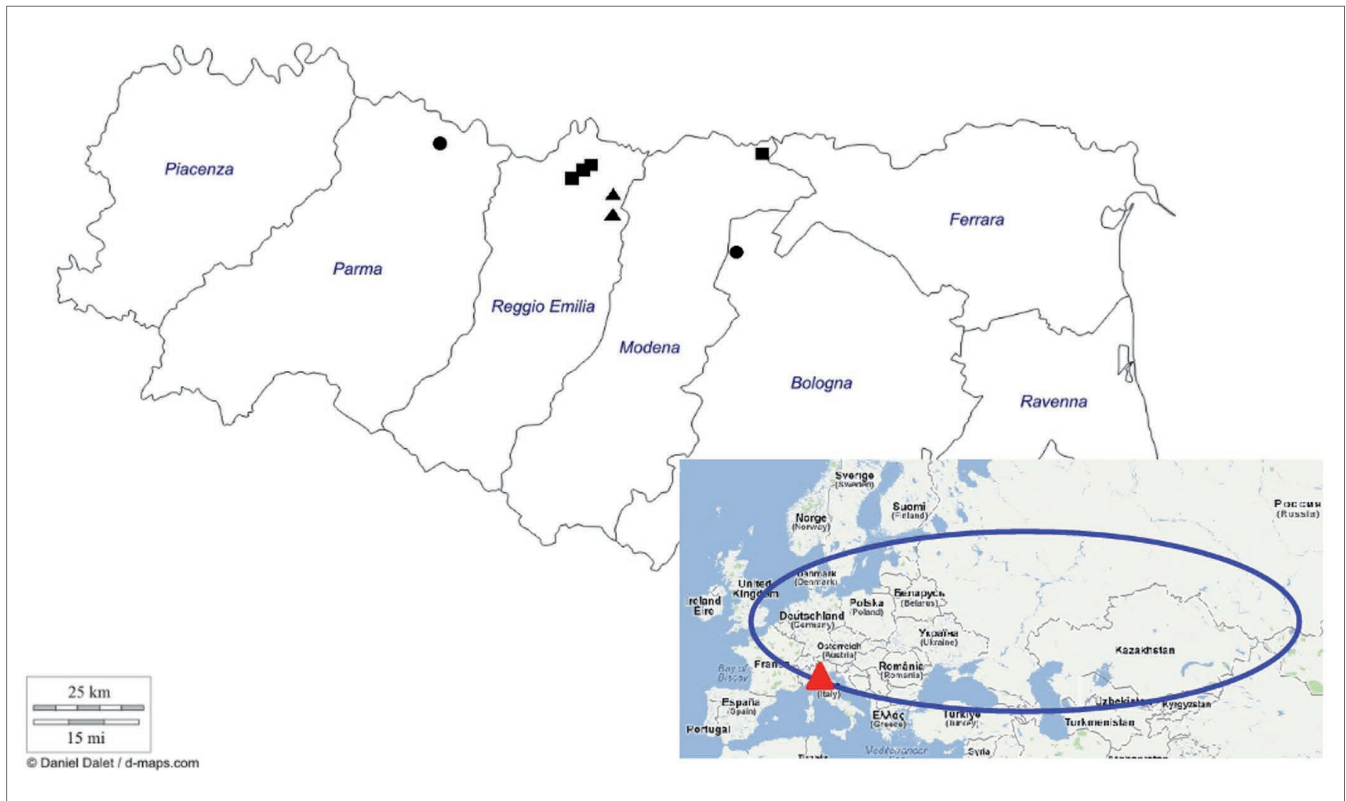 Piacenza
Parma
Reggio Emilia
Modena
Ferrara
Bologna
Ravenna
Sverige
(Sweden)
Suomi
(Finland)
Norge
(Norway)
Россия
(Russia)
United
Kingdom
Danmark
(Denmark)
Ireland
Éire
Беларусь
(Belarus)
Polska
(Poland)
Deutschland
(Germany)
Україна
(Ukraine)
Österreich
(Austria)
Kazakhstan
France
România
(Romania)
Bay of
Biscay
(Italy)
España
(Spain)
Uzbekistan
Kyrgyzstan
Portugal
Ελλας
(Greece)
Türkiye
(Turkey)
Turkmenistan
Mediterranean
Syria
25 km
15 mi
© Daniel Dalet / d-maps.com